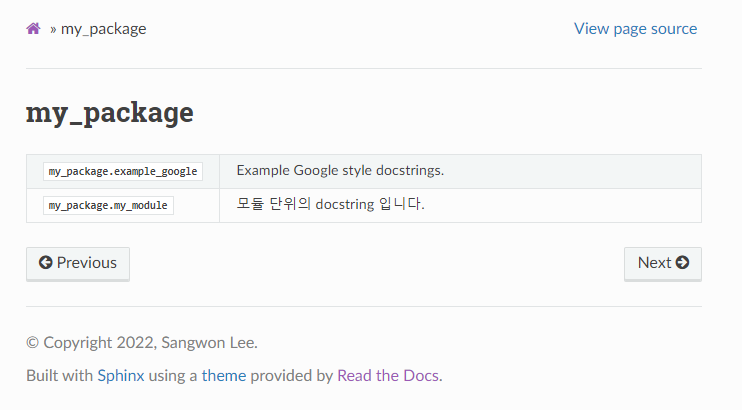 » my_package View page source
my_package
my_package.example_google Example Google style docstrings.
my_package.my_module 모듈 단위의 docstring 입니다.
Previous Next
© Copyright 2022, Sangwon Lee.
Built with Sphinx using a theme provided by Read the Docs.